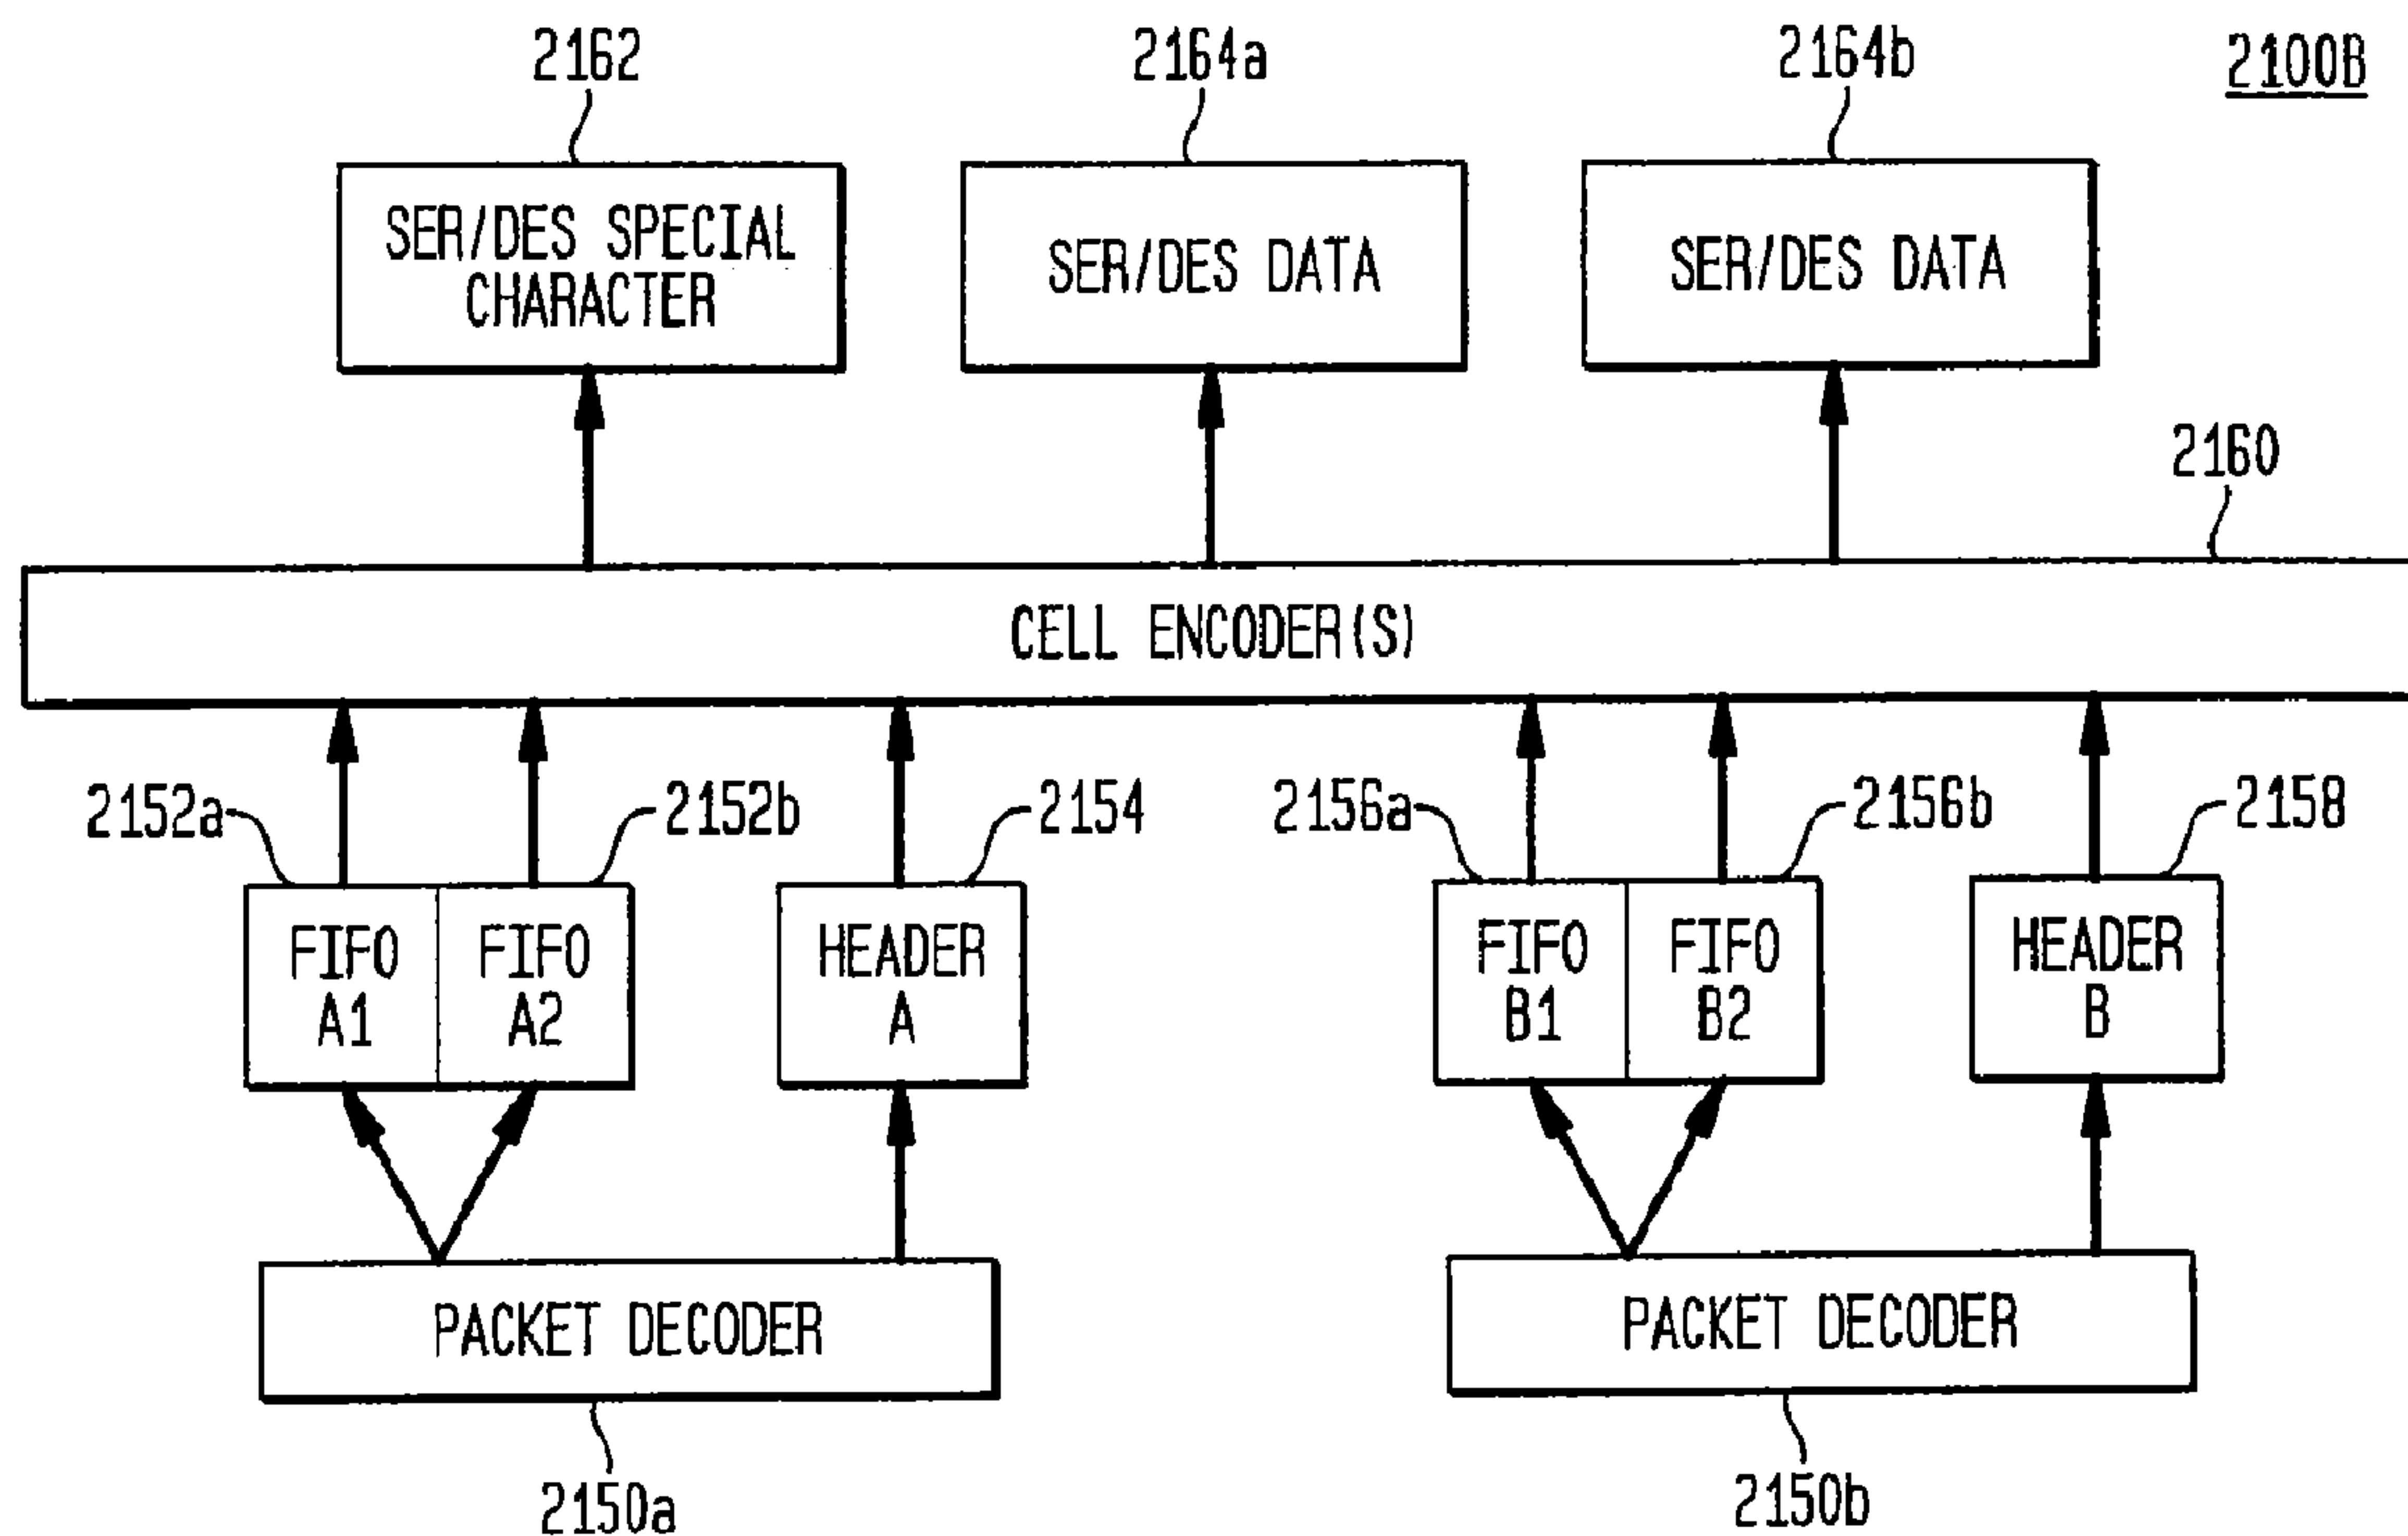 2162
2164a
2164b
2100B
SER/DES SPECIAL
CHARACTER
SER/DES DATA
SER/DES DATA
2160
CELL ENCODER(S)
2152a
2152b
2154
2156a
2156b
2158
FIFO
A1
FIFO
A2
HEADER
A
FIFO
B1
FIFO
B2
HEADER
B
PACKET DECODER
PACKET DECODER
2150a
2150b